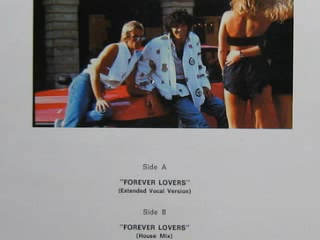 Side A
"FOREVER LOVERS"
(Extended Vocal Version)
Side B
"FOREVER LOVERS"
(House Mix)